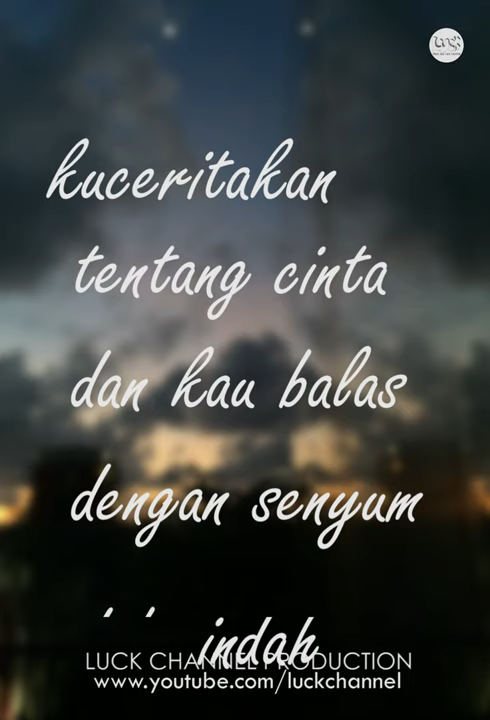 kuceritakan
tentang cinta
dan kau balas
dengan senyum
indah
LUCK CHANNEL PRODUCTION
www.youtube.com/luckchannel